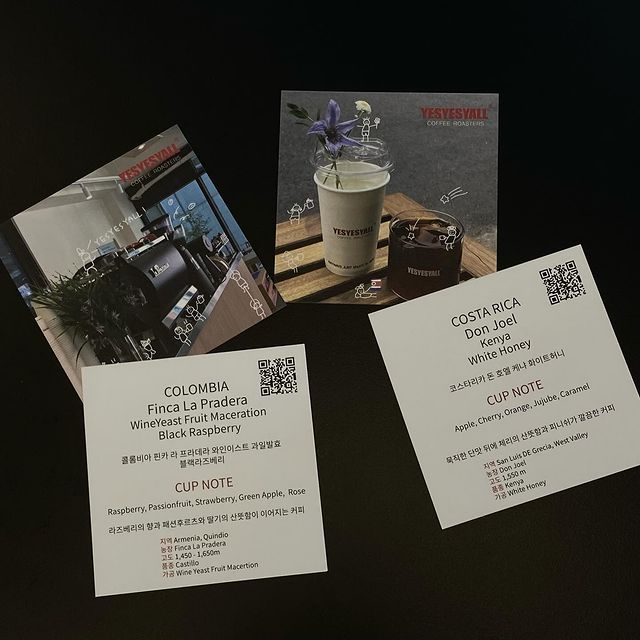 YESYESYALL
COFFEE ROASTERS
YESYESYALL
YESYESYALL
COFFEE ROASTERS
YESYESYALL
YESYESYALL
COLOMBIA
Finca La Pradera
WineYeast Fruit Maceration
Black Raspberry
콜롬비아 핀카 라 프라데라 와인이스트 과일발효
블랙라즈베리
CUP NOTE
Raspberry, Passionfruit, Strawberry, Green Apple, Rose
라즈베리의 향과 패션후르츠와 딸기의 산뜻함이 이어지는 커피
지역 Armenia, Quindio
농장 Finca La Pradera
고도 1,450 - 1,650m
품종 Castillo
가공 Wine Yeast Fruit Macertion
COSTA RICA
Don Joel
Kenya
White Honey
코스타리카 돈 호엘 케냐 화이트허니
CUP NOTE
Apple, Cherry, Orange, Jujube, Caramel
묵직한 단맛 뒤에 체리의 산뜻함과 피니쉬가 깔끔한 커피
지역 San Luis DE Grecia, West Valley
농장 Don Joel
고도 1,550 m
품종 Kenya
가공 White Honey